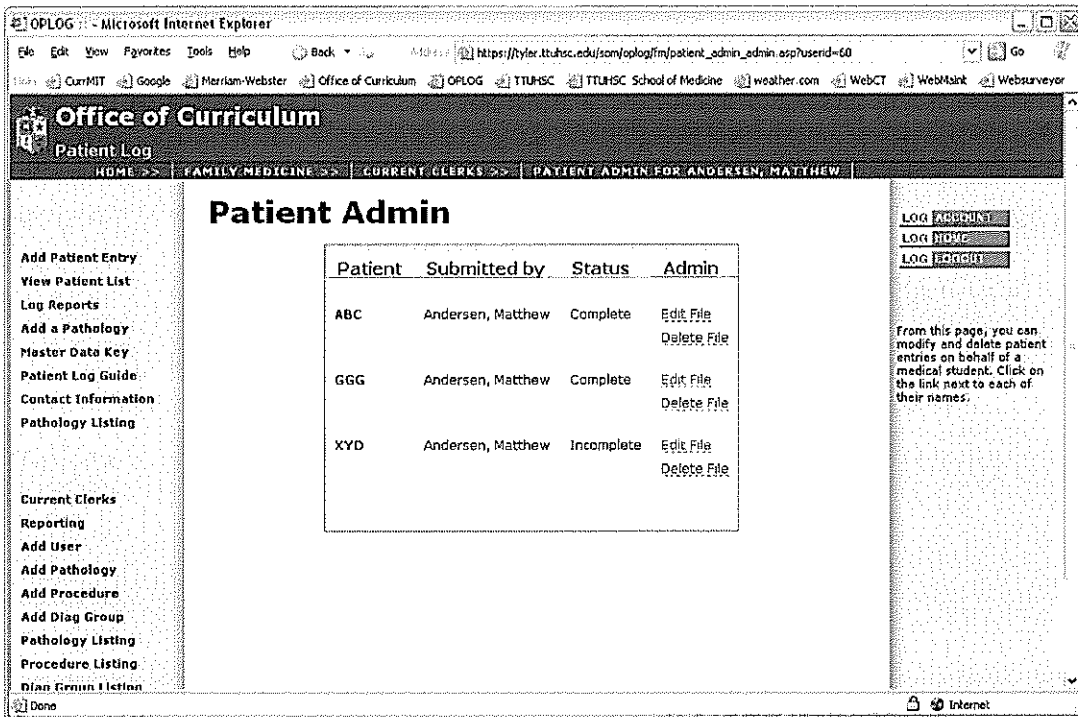 OPLOG :: - Microsoft Internet Explorer
File Edit View Favorites Tools Help Back Address https://tyler.ttuhsc.edu/som/oplog/fm/patient_admin_admin.asp?userid=60 Go
Links CurrMIT Google Merriam-Webster Office of Curriculum OPLOG TTUHSC TTUHSC School of Medicine weather.com WebCT WebMaint Websurveyor
Office of Curriculum
Patient Log
HOME >> FAMILY MEDICINE >> CURRENT CLERKS >> PATIENT ADMIN FOR ANDERSEN, MATTHEW
Patient Admin
Add Patient Entry
View Patient List
Log Reports
Add a Pathology
Master Data Key
Patient Log Guide
Contact Information
Pathology Listing
Current Clerks
Reporting
Add User
Add Pathology
Add Procedure
Add Diag Group
Pathology Listing
Procedure Listing
Diag Group Listing
Patient Submitted by Status Admin
ABC Andersen, Matthew Complete Edit File
Delete File
GGG Andersen, Matthew Complete Edit File
Delete File
XYD Andersen, Matthew Incomplete Edit File
Delete File
LOG ACCOUNT
LOG HOME
LOG LOGOUT
From this page, you can
modify and delete patient
entries on behalf of a
medical student. Click on
the link next to each of
their names.
Done Internet